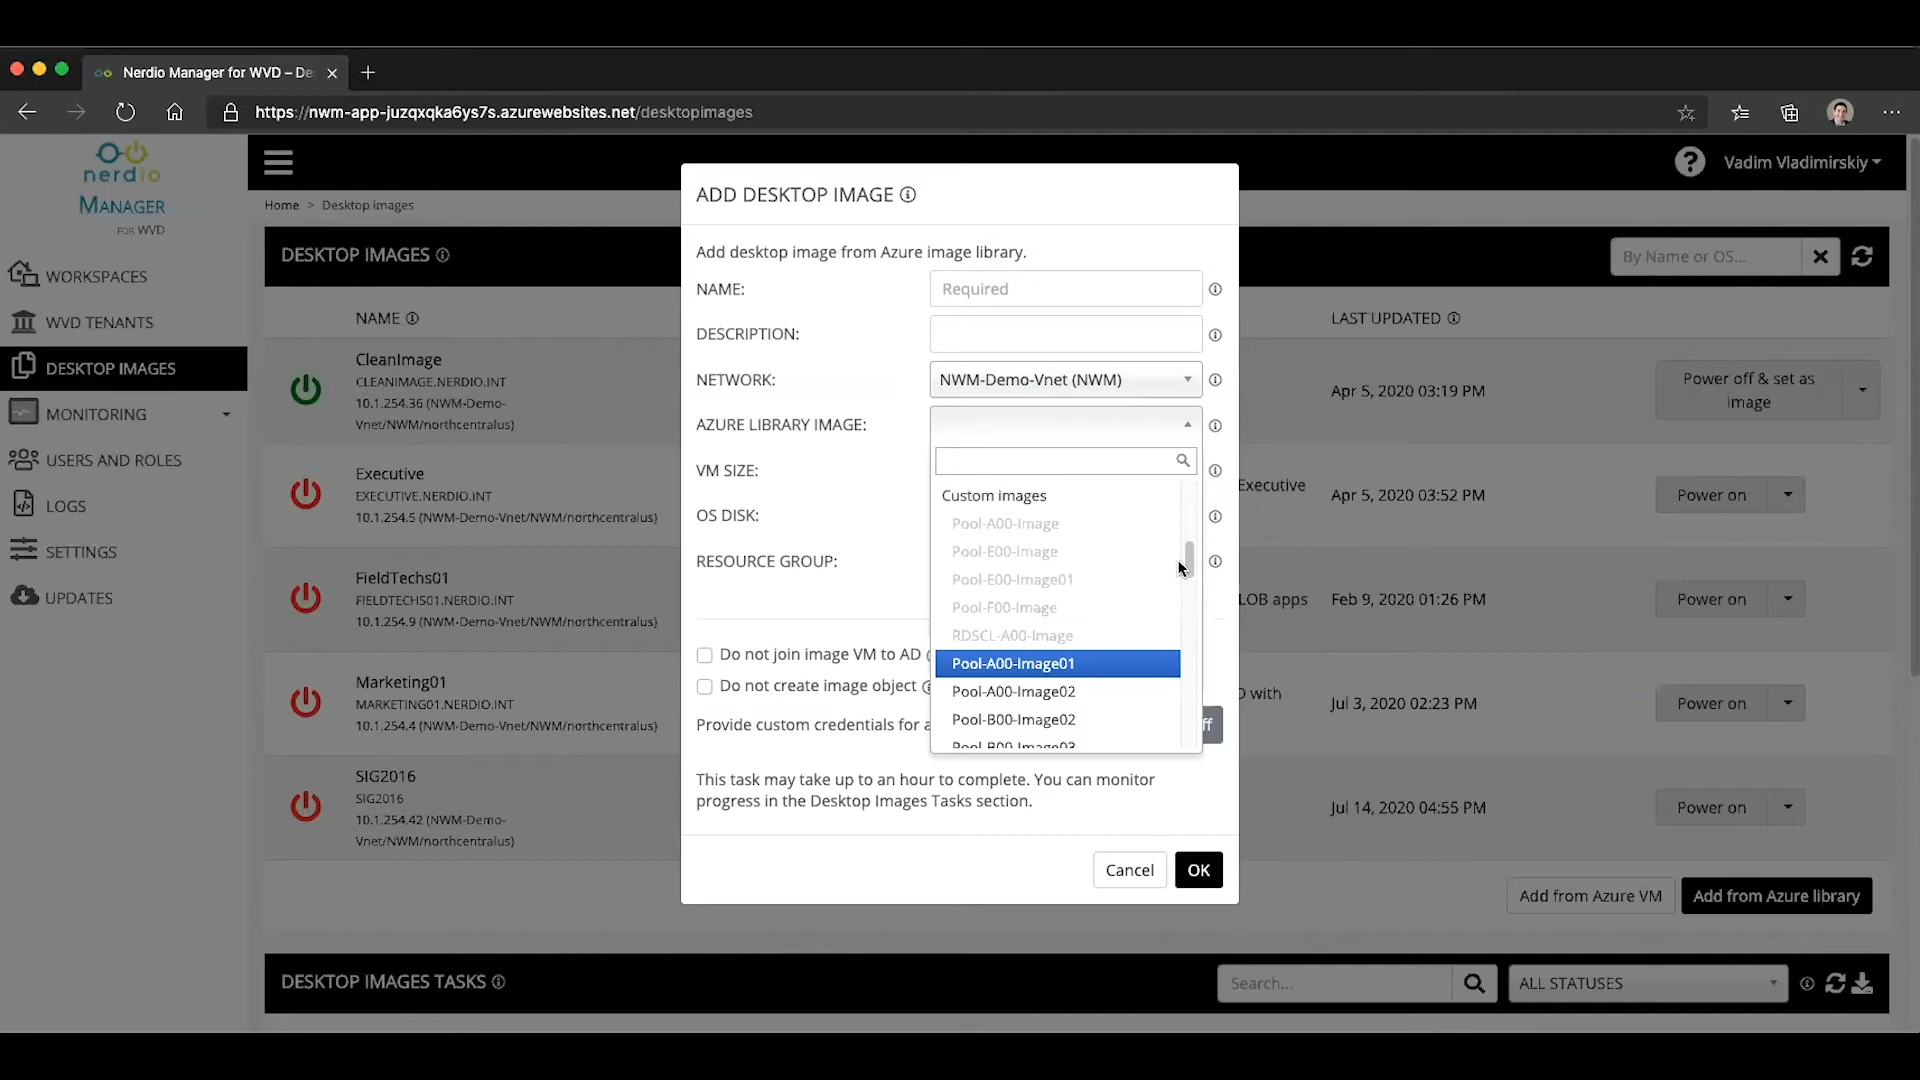 Nerdio Manager for WVD – De
https://nwm-app-juzqxqka6ys7s.azurewebsites.net/desktopimages
nerdio
MANAGER
FOR WVD
WORKSPACES
WVD TENANTS
DESKTOP IMAGES
MONITORING
USERS AND ROLES
LOGS
SETTINGS
UPDATES
Vadim Vladimirskiy
Home > Desktop images
DESKTOP IMAGES
By Name or OS...
NAME
LAST UPDATED
CleanImage
CLEANIMAGE.NERDIO.INT
10.1.254.36 (NWM-Demo-
Vnet/NWM/northcentralus)
Apr 5, 2020 03:19 PM
Power off & set as
image
Executive
EXECUTIVE.NERDIO.INT
10.1.254.5 (NWM-Demo-Vnet/NWM/northcentralus)
Executive
Apr 5, 2020 03:52 PM
Power on
FieldTechs01
FIELDTECHS01.NERDIO.INT
10.1.254.9 (NWM-Demo-Vnet/NWM/northcentralus)
LOB apps
Feb 9, 2020 01:26 PM
Power on
Marketing01
MARKETING01.NERDIO.INT
10.1.254.4 (NWM-Demo-Vnet/NWM/northcentralus)
with
Jul 3, 2020 02:23 PM
Power on
SIG2016
SIG2016
10.1.254.42 (NWM-Demo-
Vnet/NWM/northcentralus)
Jul 14, 2020 04:55 PM
Power on
Add from Azure VM
Add from Azure library
DESKTOP IMAGES TASKS
Search...
ALL STATUSES
ADD DESKTOP IMAGE
Add desktop image from Azure image library.
NAME:
Required
DESCRIPTION:
NETWORK:
NWM-Demo-Vnet (NWM)
AZURE LIBRARY IMAGE:
VM SIZE:
OS DISK:
RESOURCE GROUP:
Custom images
Pool-A00-Image
Pool-E00-Image
Pool-E00-Image01
Pool-F00-Image
RDSCL-A00-Image
Pool-A00-Image01
Pool-A00-Image02
Pool-B00-Image02
Pool-B00-Image03
Do not join image VM to AD
Do not create image object
Provide custom credentials for a
This task may take up to an hour to complete. You can monitor
progress in the Desktop Images Tasks section.
Cancel
OK